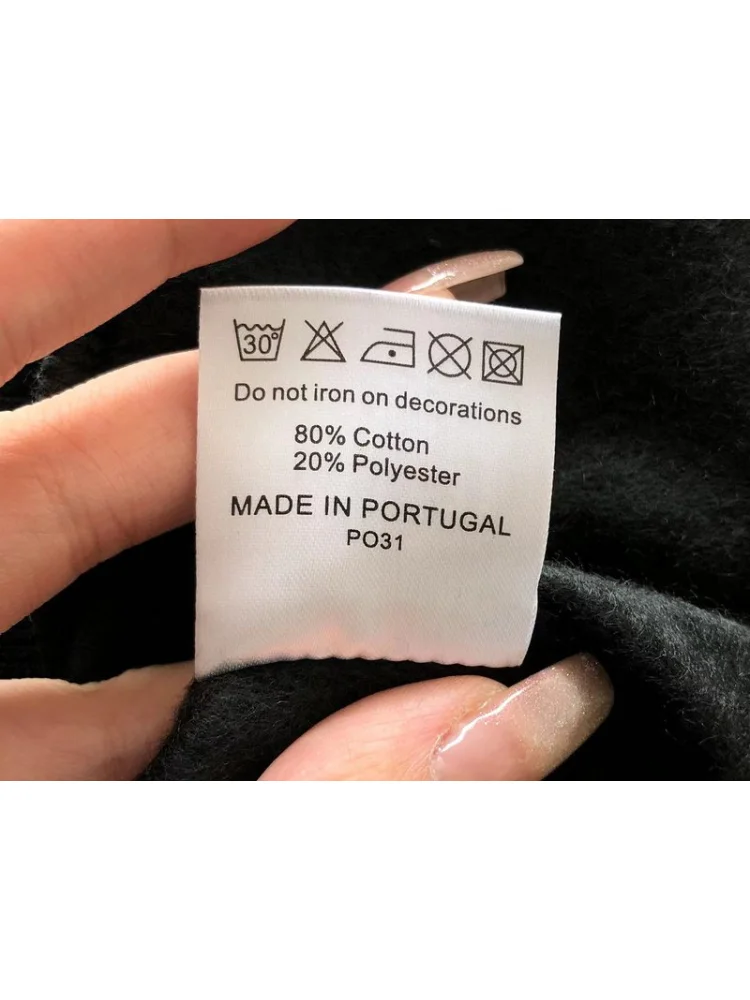 30°
Do not iron on decorations
80% Cotton
20% Polyester
MADE IN PORTUGAL
PO31